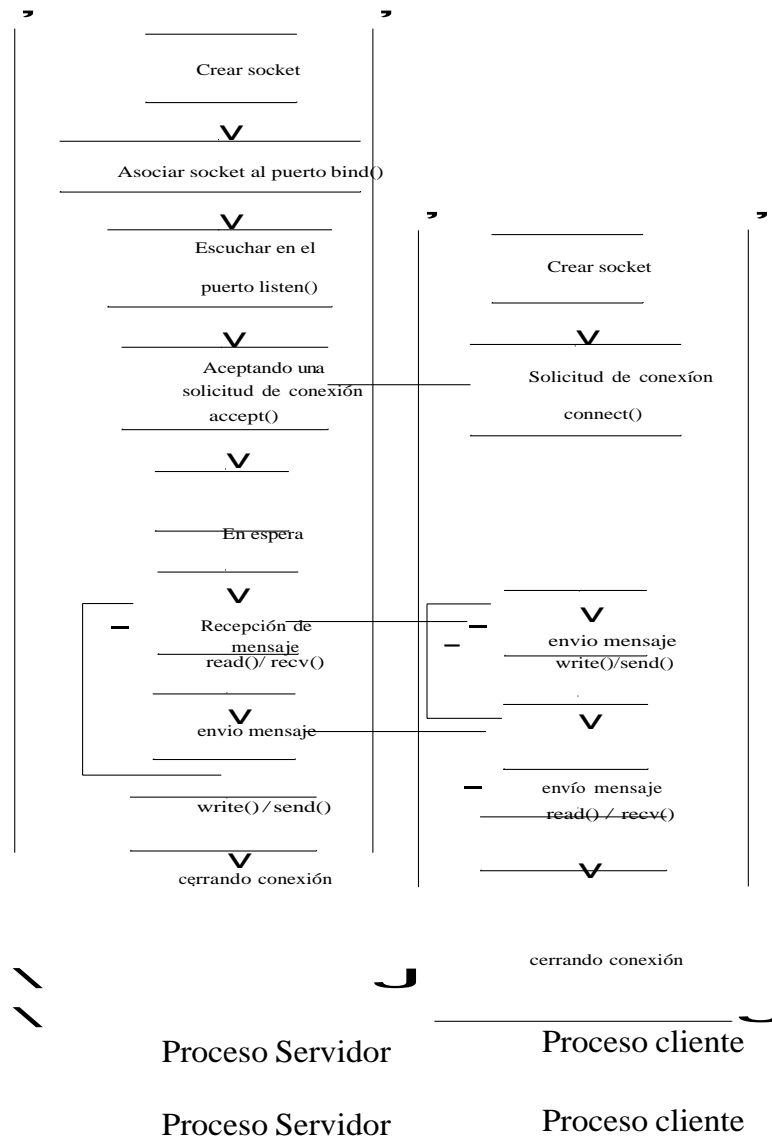 Crear socket
Asociar socket al puerto bind()
Escuchar en el
puerto listen()
Aceptando una
solicitud de conexión
accept()
En espera
Recepción de
mensaje
read()/ recv()
envio mensaje
write()/send()
cerrando conexión
Crear socket
Solicitud de conexíon
connect()
envio mensaje
write()/send()
envío mensaje
read() / recv()
cerrando conexión
Proceso Servidor
Proceso cliente
Proceso Servidor
Proceso cliente